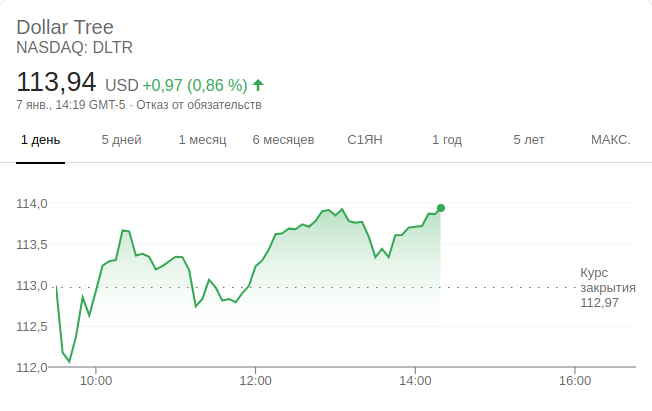 Dollar Tree
NASDAQ: DLTR
113,94 USD +0,97 (0,86 %)
7 янв., 14:19 GMT-5 · Отказ от обязательств
1 день 5 дней 1 месяц 6 месяцев С1ЯН 1 год 5 лет МАКС.
114,0
113,5
113,0
112,5
112,0
Курс
закрытия
112,97
10:00 12:00 14:00 16:00